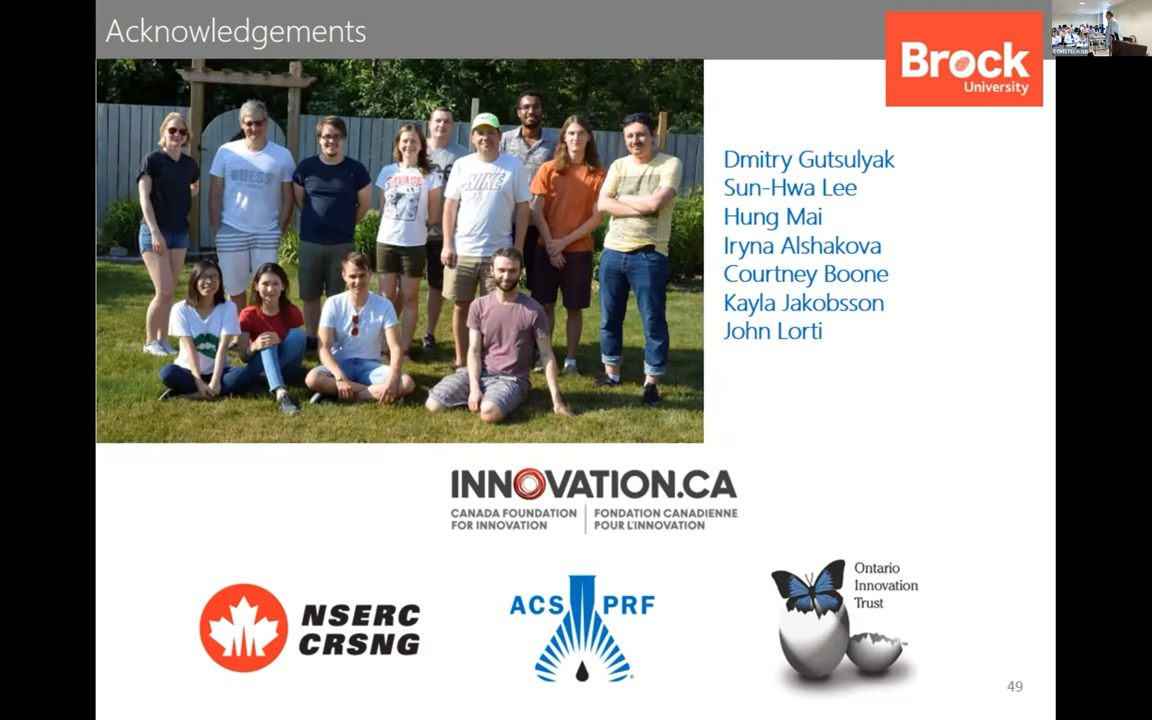 Acknowledgements
Brock
University
COMSTECH ISB
GUESS
SAVAGE
NIKE
Dmitry Gutsulyak
Sun-Hwa Lee
Hung Mai
Iryna Alshakova
Courtney Boone
Kayla Jakobsson
John Lorti
INNOVATION.CA
CANADA FOUNDATION
FOR INNOVATION
FONDATION CANADIENNE
POUR L'INNOVATION
NSERC
CRSNG
ACS PRF
Ontario
Innovation
Trust
49